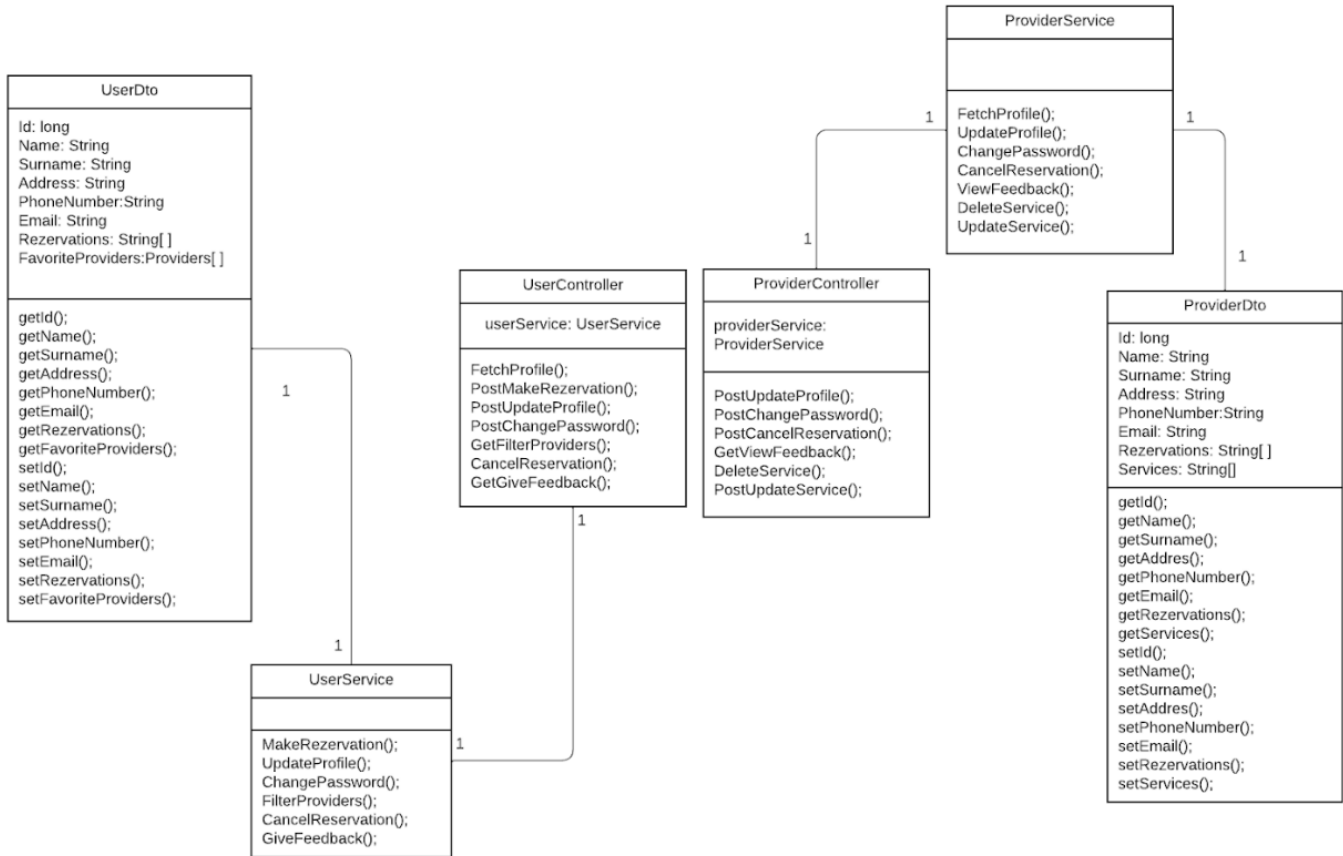 UserDto
Id: long
Name: String
Surname: String
Address: String
PhoneNumber:String
Email: String
Rezervations: String[ ]
FavoriteProviders:Providers[ ]
getId();
getName();
getSurname();
getAddress();
getPhoneNumber();
getEmail();
getRezervations();
getFavoriteProviders();
setId();
setName();
setSurname();
setAddress();
setPhoneNumber();
setEmail();
setRezervations();
setFavoriteProviders();
1
1
UserService
MakeRezervation();
UpdateProfile();
ChangePassword();
FilterProviders();
CancelReservation();
GiveFeedback();
1
1
UserController
userService: UserService
FetchProfile();
PostMakeRezervation();
PostUpdateProfile();
PostChangePassword();
GetFilterProviders();
CancelReservation();
GetGiveFeedback();
ProviderController
providerService:
ProviderService
PostUpdateProfile();
PostChangePassword();
PostCancelReservation();
GetViewFeedback();
DeleteService();
PostUpdateService();
1
1
ProviderService
FetchProfile();
UpdateProfile();
ChangePassword();
CancelReservation();
ViewFeedback();
DeleteService();
UpdateService();
1
1
ProviderDto
Id: long
Name: String
Surname: String
Address: String
PhoneNumber:String
Email: String
Rezervations: String[ ]
Services: String[]
getId();
getName();
getSurname();
getAddres();
getPhoneNumber();
getEmail();
getRezervations();
getServices();
setId();
setName();
setSurname();
setAddres();
setPhoneNumber();
setEmail();
setRezervations();
setServices();